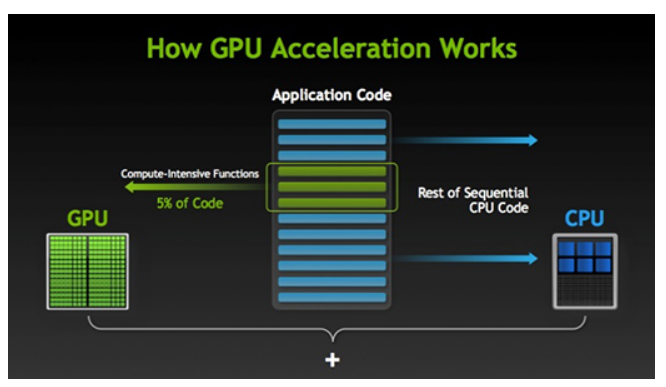 How GPU Acceleration Works
Application Code
Compute-Intensive Functions
5% of Code
Rest of Sequential
CPU Code
GPU
CPU
+